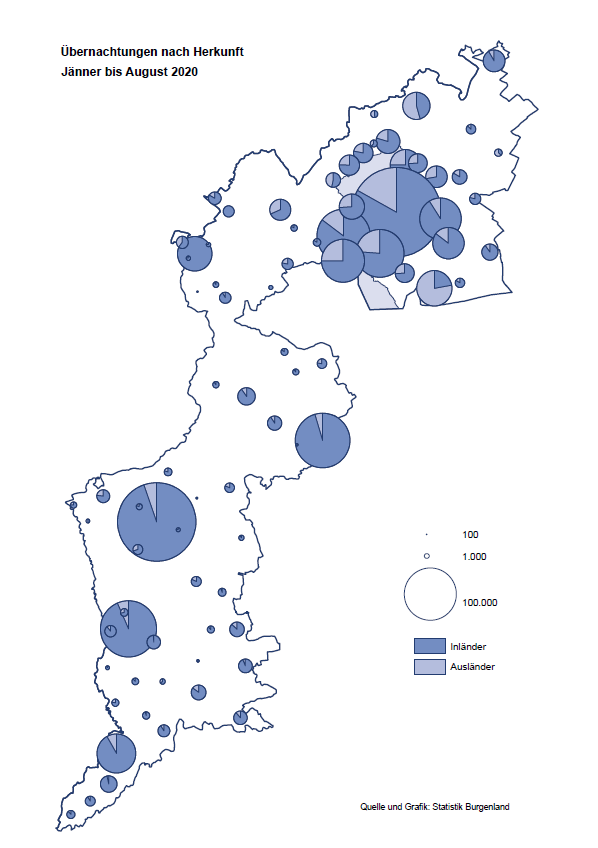 Übernachtungen nach Herkunft
Jänner bis August 2020
100
1.000
100.000
Inländer
Ausländer
Quelle und Grafik: Statistik Burgenland